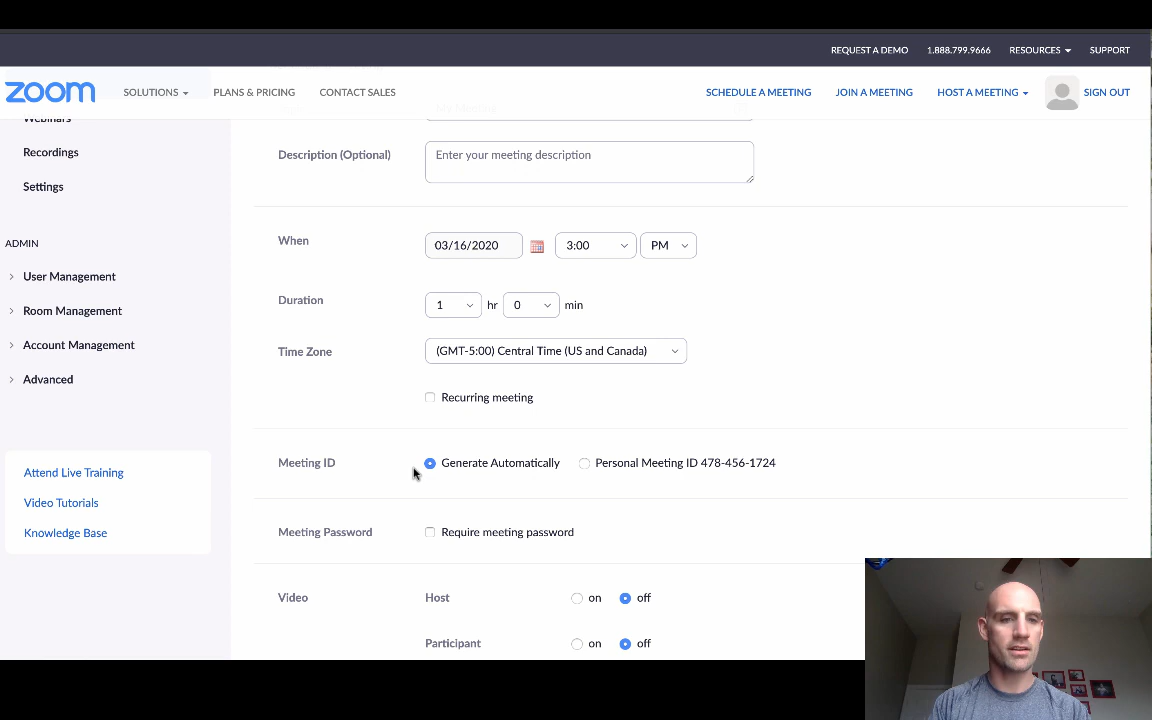 REQUEST A DEMO 1.888.799.9666 RESOURCES SUPPORT
zoom SOLUTIONS PLANS & PRICING CONTACT SALES SCHEDULE A MEETING JOIN A MEETING HOST A MEETING SIGN OUT
Webinars
Recordings
Settings
ADMIN
User Management
Room Management
Account Management
Advanced
Attend Live Training
Video Tutorials
Knowledge Base
My Meeting
Description (Optional) Enter your meeting description
When 03/16/2020 3:00 PM
Duration 1 hr 0 min
Time Zone (GMT-5:00) Central Time (US and Canada)
Recurring meeting
Meeting ID Generate Automatically Personal Meeting ID 478-456-1724
Meeting Password Require meeting password
Video Host on off
Participant on off